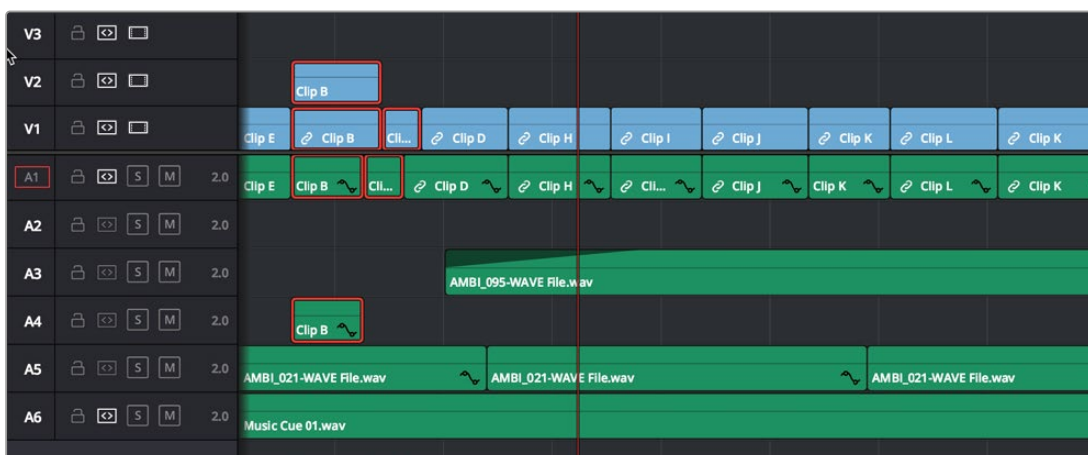 V3
V2
Clip B
V1
Clip E Clip B Cli... Clip D Clip H Clip I Clip J Clip K Clip L Clip K
A1 S M 2.0
Clip E Clip B Cli... Clip D Clip H Cli... Clip J Clip K Clip L Clip K
A2 S M 2.0
A3 S M 2.0
AMBI_095-WAVE File.wav
A4 S M 2.0
Clip B
A5 S M 2.0
AMBI_021-WAVE File.wav AMBI_021-WAVE File.wav AMBI_021-WAVE File.wav
A6 S M 2.0
Music Cue 01.wav